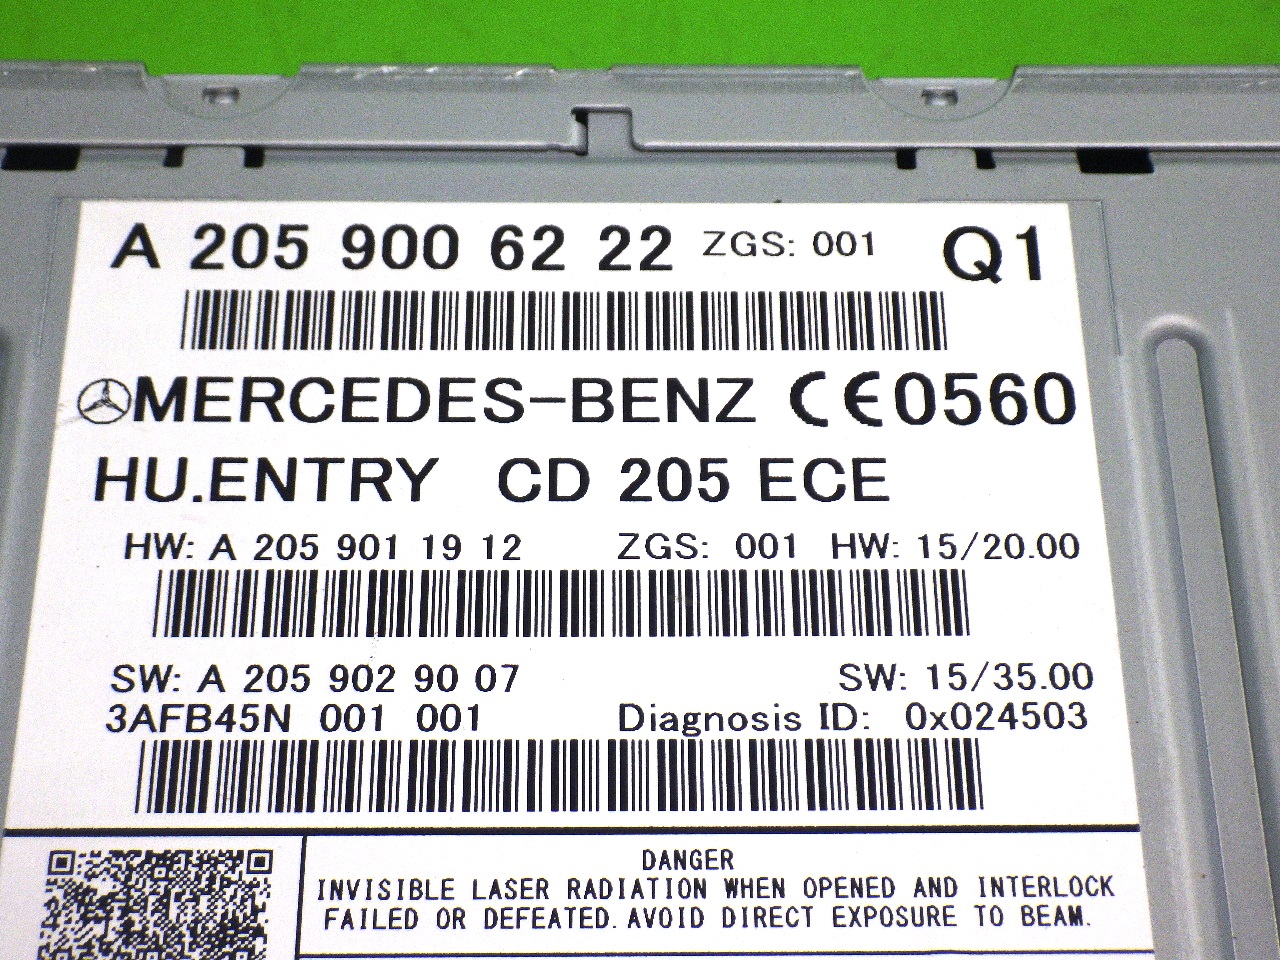 A 205 900 62 22 ZGS: 001 Q1
MERCEDES-BENZ CE0560
HU.ENTRY CD 205 ECE
HW: A 205 901 19 12 ZGS: 001 HW: 15/20.00
SW: A 205 902 90 07 SW: 15/35.00
3AFB45N 001 001 Diagnosis ID: 0x024503
DANGER
INVISIBLE LASER RADIATION WHEN OPENED AND INTERLOCK
FAILED OR DEFEATED. AVOID DIRECT EXPOSURE TO BEAM.